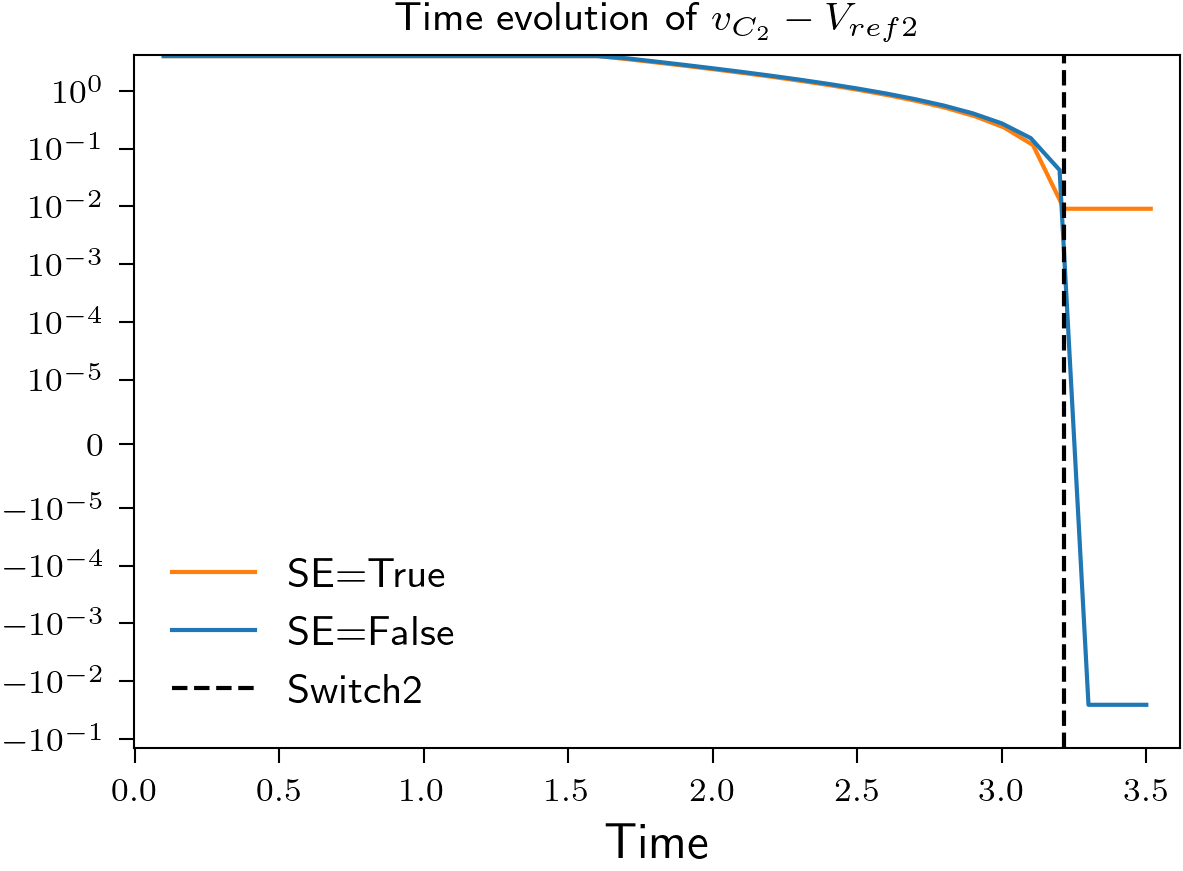 Time evolution of $v_{C_2} - V_{ref2}$
10⁰
10⁻¹
10⁻²
10⁻³
10⁻⁴
10⁻⁵
0
−10⁻⁵
−10⁻⁴
−10⁻³
−10⁻²
−10⁻¹
SE=True
SE=False
Switch2
0.0 0.5 1.0 1.5 2.0 2.5 3.0 3.5
Time